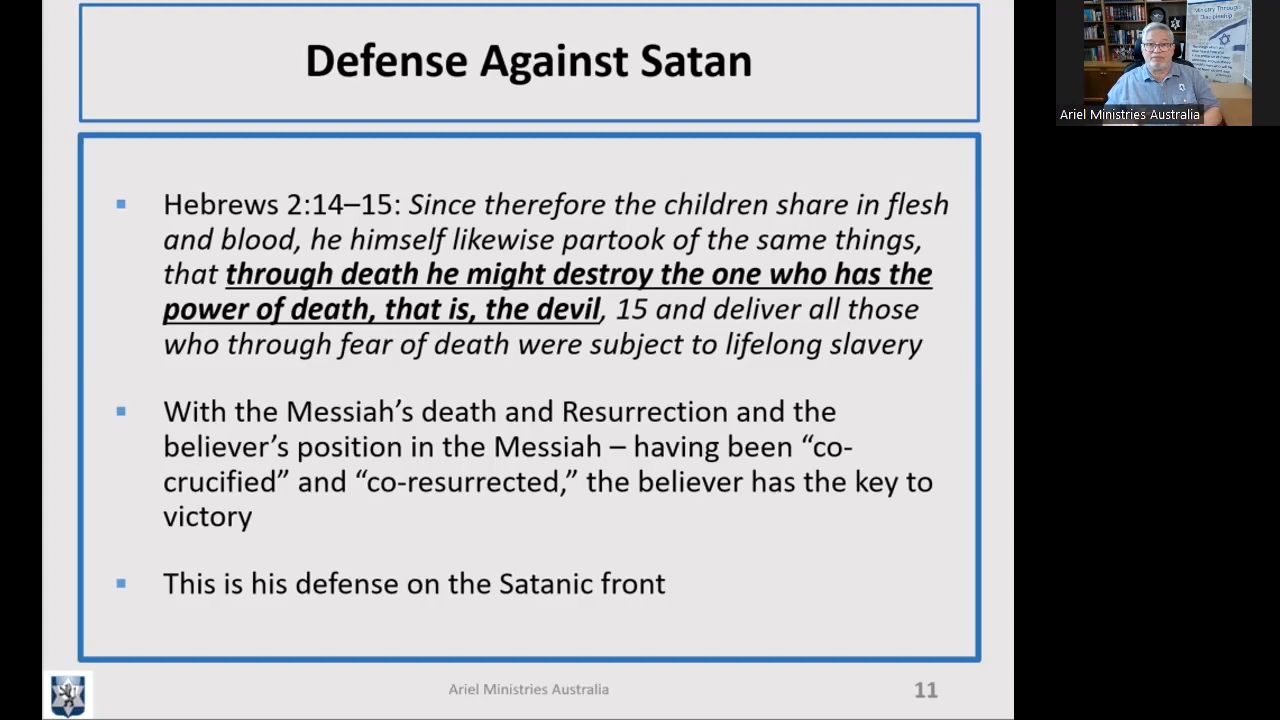 Defense Against Satan
▪ Hebrews 2:14–15: Since therefore the children share in flesh
and blood, he himself likewise partook of the same things,
that through death he might destroy the one who has the
power of death, that is, the devil, 15 and deliver all those
who through fear of death were subject to lifelong slavery
▪ With the Messiah’s death and Resurrection and the
believer’s position in the Messiah – having been “co-
crucified” and “co-resurrected,” the believer has the key to
victory
▪ This is his defense on the Satanic front
Ariel Ministries Australia
11
Ministry Through
Discipleship
Ariel Ministries Australia